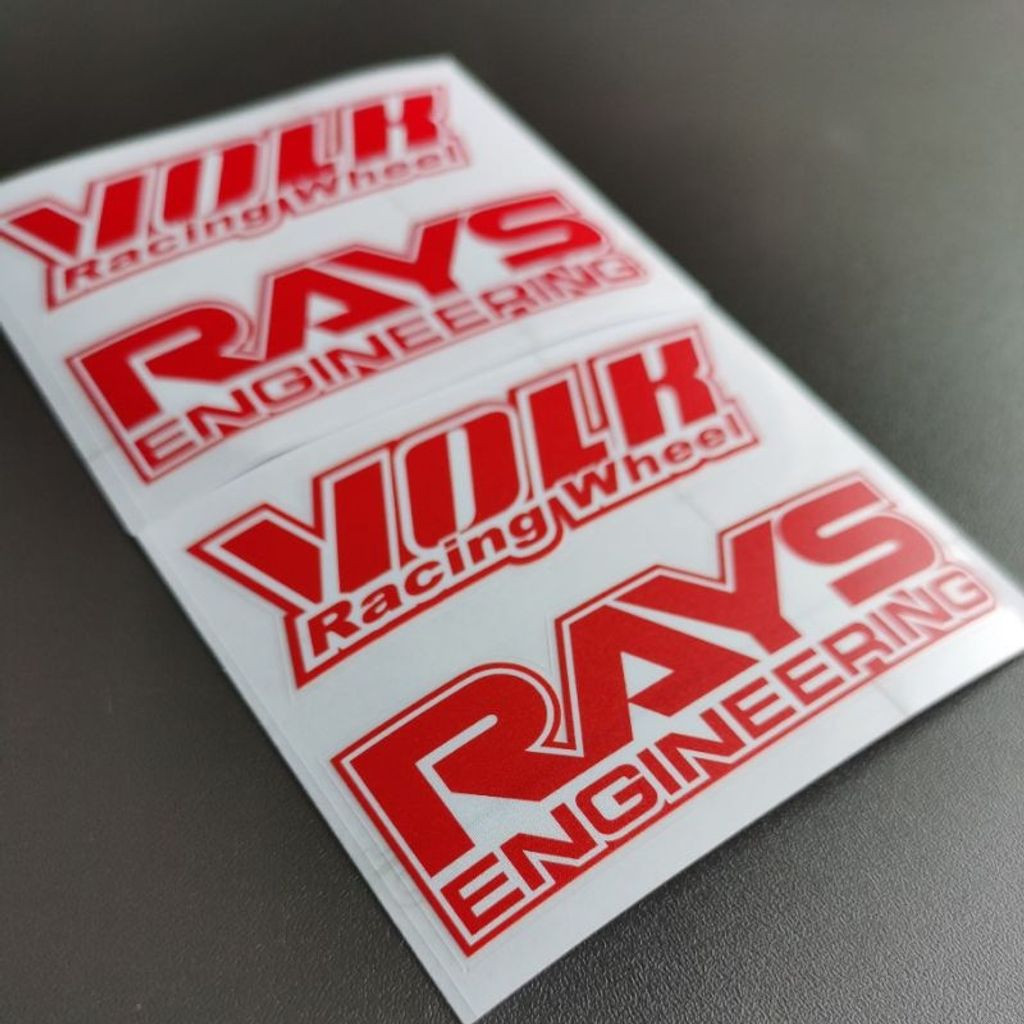 VOLK
Racing Wheel
RAYS
ENGINEERING
VOLK
Racing Wheel
RAYS
ENGINEERING